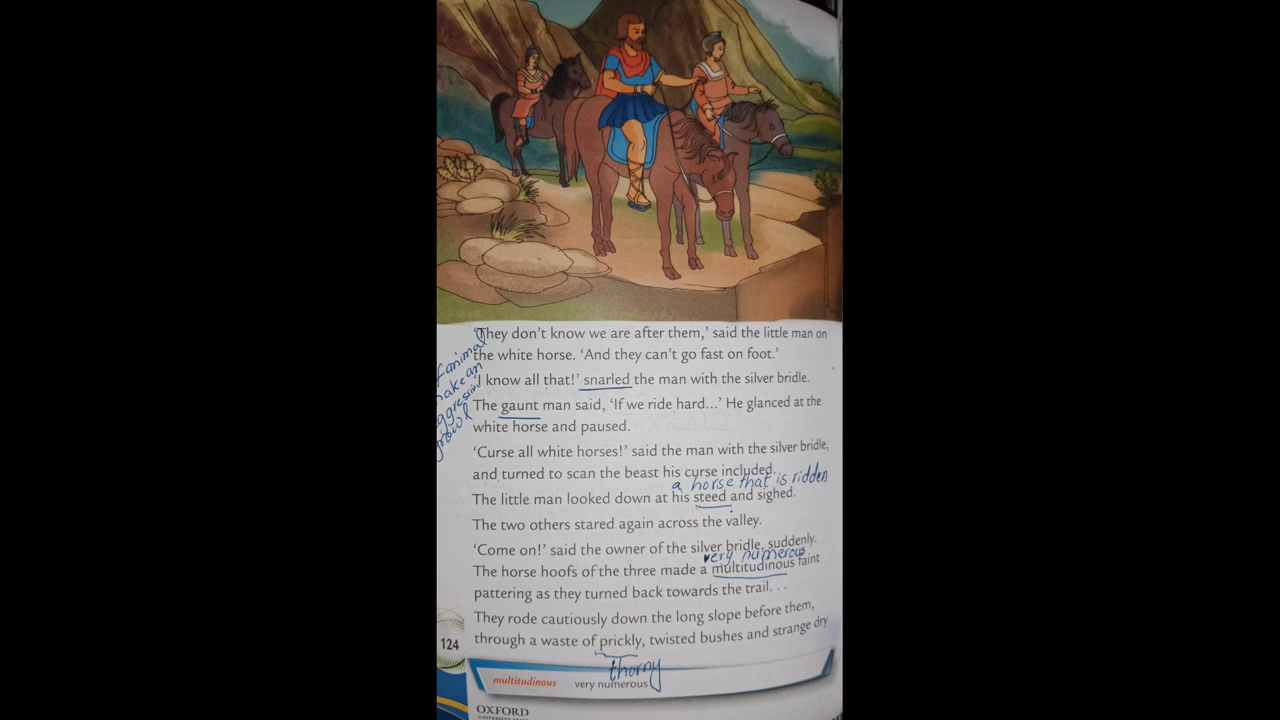 'They don't know we are after them,' said the little man on
the white horse. 'And they can't go fast on foot.'
'I know all that!' snarled the man with the silver bridle.
The gaunt man said, 'If we ride hard...' He glanced at the
white horse and paused.
'Curse all white horses!' said the man with the silver bridle,
and turned to scan the beast his curse included.
a horse that is ridden
The little man looked down at his steed and sighed.
The two others stared again across the valley.
'Come on!' said the owner of the silver bridle, suddenly.
very numerous
The horse hoofs of the three made a multitudinous faint
pattering as they turned back towards the trail. . .
They rode cautiously down the long slope before them,
through a waste of prickly, twisted bushes and strange dry
thorny
animal
make an
aggressive
growl
124
multitudinous very numerous
OXFORD
UNIVERSITY PRESS